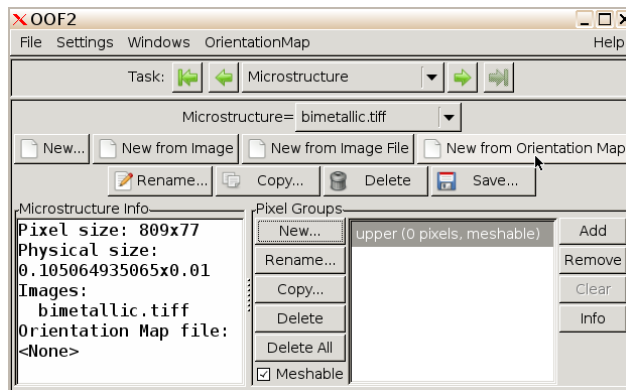 OOF2
File Settings Windows OrientationMap Help
Task: Microstructure
Microstructure= bimetallic.tiff
New... New from Image New from Image File New from Orientation Map
Rename... Copy... Delete Save...
Microstructure Info
Pixel size: 809x77
Physical size:
0.105064935065x0.01
Images:
bimetallic.tiff
Orientation Map file:
<None>
Pixel Groups
New...
Rename...
Copy...
Delete
Delete All
Meshable
upper (0 pixels, meshable)
Add
Remove
Clear
Info